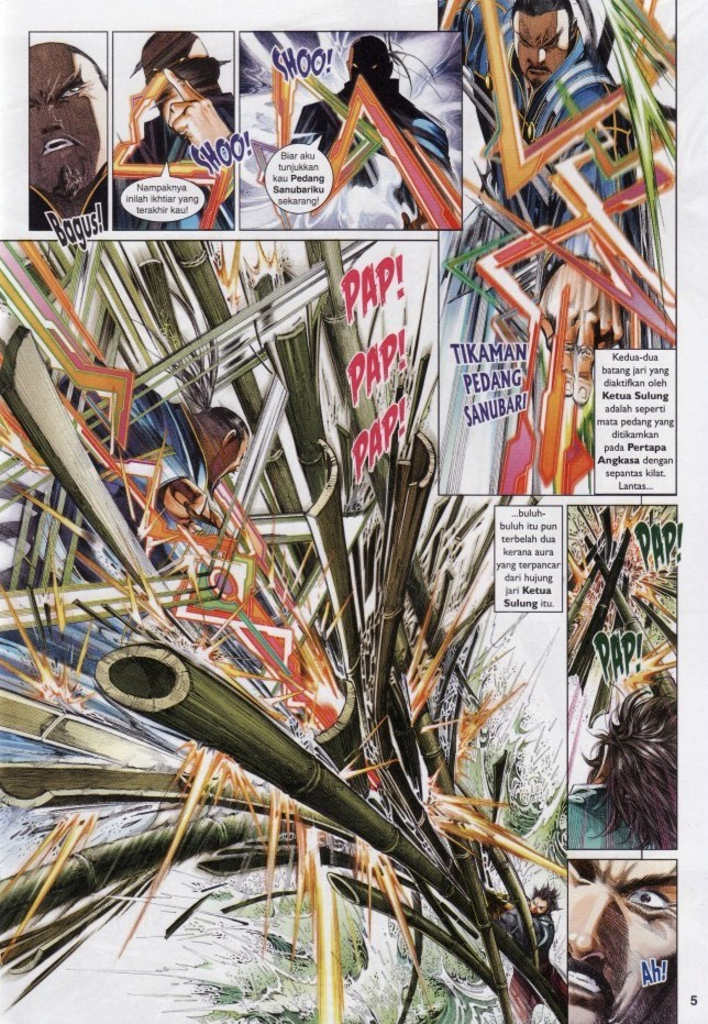 Bagus!
Nampaknya
inilah ikhtiar yang
terakhir kau!
SHOO!
SHOO!
Biar aku
tunjukkan
kau Pedang
Sanubariku
sekarang!
TIKAMAN
PEDANG
SANUBARI
Kedua-dua
batang jari yang
diaktifkan oleh
Ketua Sulung
adalah seperti
mata pedang yang
ditikamkan
pada Pertapa
Angkasa dengan
sepantas kilat.
Lantas...
PAP!
PAP!
PAP!
...buluh-
buluh itu pun
terbelah dua
kerana aura
yang terpancar
dari hujung
jari Ketua
Sulung itu.
PAP!
PAP!
Ah!
5